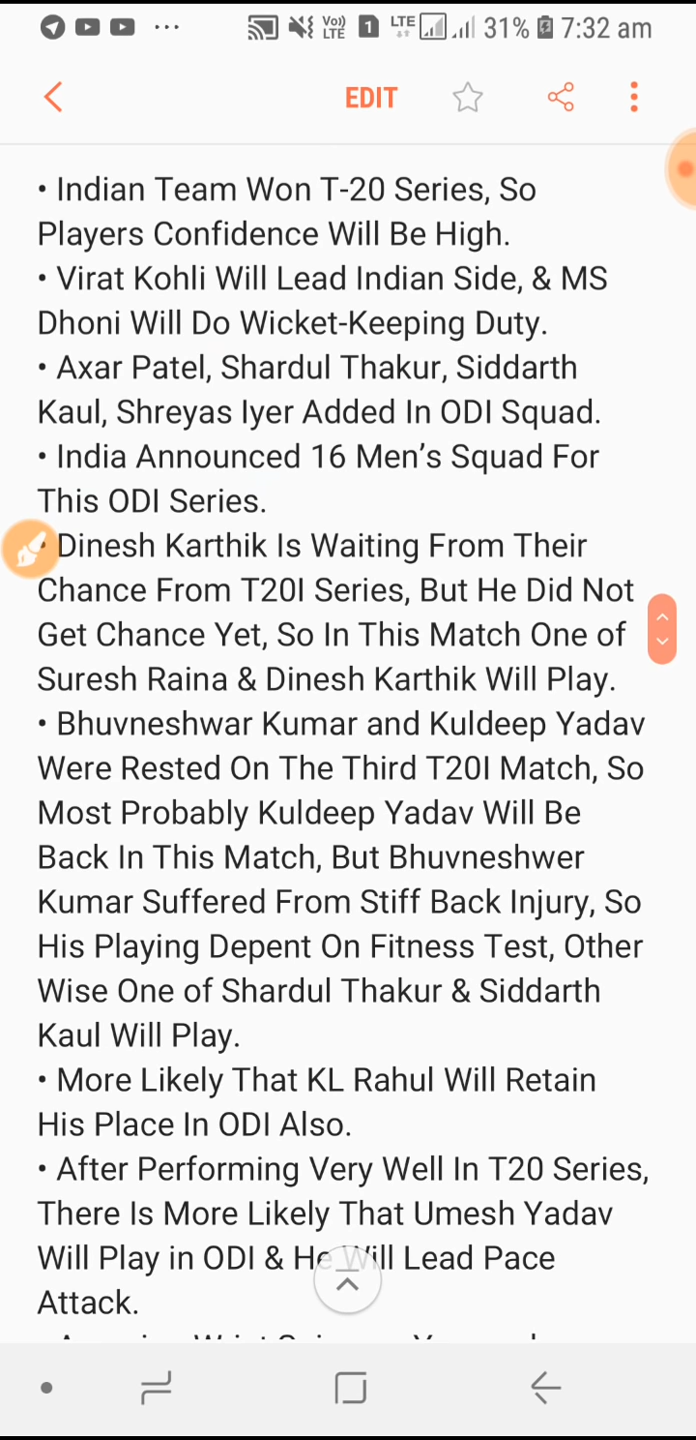 Vo)) LTE 1 LTE 31% 7:32 am
EDIT
• Indian Team Won T-20 Series, So
Players Confidence Will Be High.
• Virat Kohli Will Lead Indian Side, & MS
Dhoni Will Do Wicket-Keeping Duty.
• Axar Patel, Shardul Thakur, Siddarth
Kaul, Shreyas Iyer Added In ODI Squad.
• India Announced 16 Men’s Squad For
This ODI Series.
• Dinesh Karthik Is Waiting From Their
Chance From T20I Series, But He Did Not
Get Chance Yet, So In This Match One of
Suresh Raina & Dinesh Karthik Will Play.
• Bhuvneshwar Kumar and Kuldeep Yadav
Were Rested On The Third T20I Match, So
Most Probably Kuldeep Yadav Will Be
Back In This Match, But Bhuvneshwer
Kumar Suffered From Stiff Back Injury, So
His Playing Depent On Fitness Test, Other
Wise One of Shardul Thakur & Siddarth
Kaul Will Play.
• More Likely That KL Rahul Will Retain
His Place In ODI Also.
• After Performing Very Well In T20 Series,
There Is More Likely That Umesh Yadav
Will Play in ODI & He Will Lead Pace
Attack.